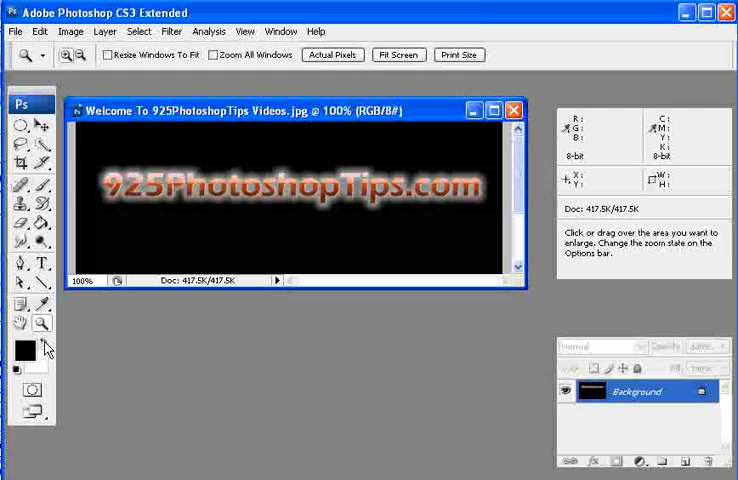 Adobe Photoshop CS3 Extended
File Edit Image Layer Select Filter Analysis View Window Help
Resize Windows To Fit Zoom All Windows Actual Pixels Fit Screen Print Size
Ps
Welcome To 925PhotoshopTips Videos.jpg @ 100% (RGB/8#)
925PhotoshopTips.com
100% Doc: 417.5K/417.5K
R: C:
G: M:
B: Y:
K:
8-bit 8-bit
X: W:
Y: H:
Doc: 417.5K/417.5K
Click or drag over the area you want to
enlarge. Change the zoom state on the
Options bar.
Normal Opacity:
Fill:
Background